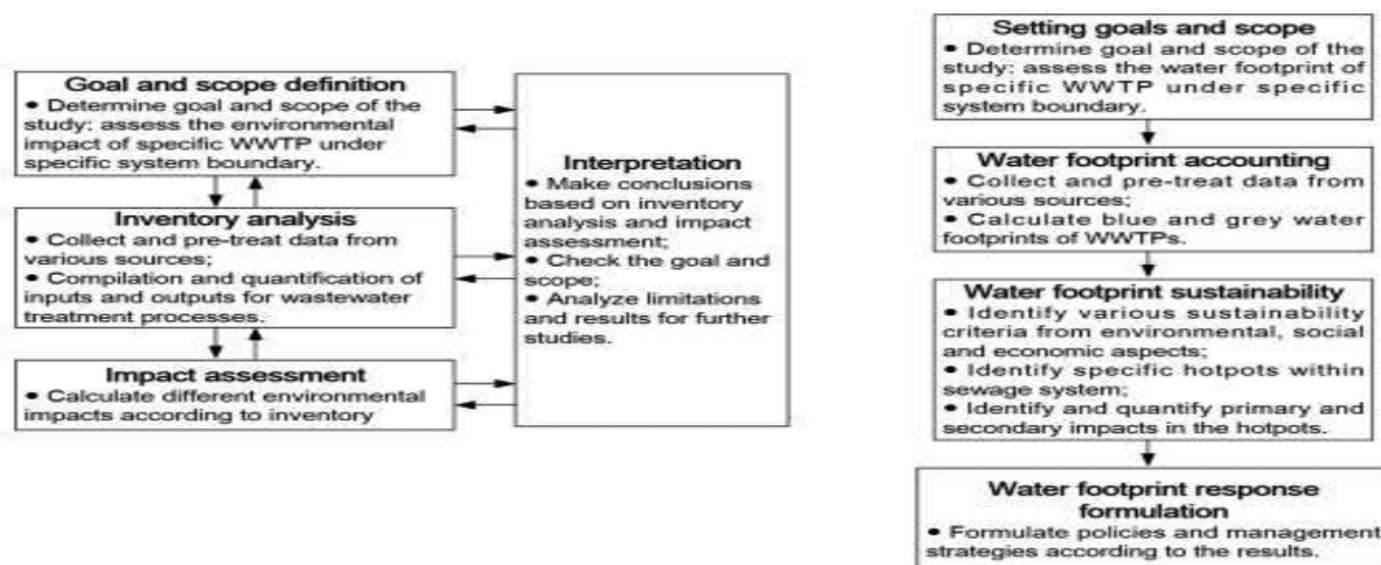 Goal and scope definition
• Determine goal and scope of the
study: assess the environmental
impact of specific WWTP under
specific system boundary.
Inventory analysis
• Collect and pre-treat data from
various sources;
• Compilation and quantification of
inputs and outputs for wastewater
treatment processes.
Impact assessment
• Calculate different environmental
impacts according to inventory
Interpretation
• Make conclusions
based on inventory
analysis and impact
assessment;
• Check the goal and
scope;
• Analyze limitations
and results for further
studies.
Setting goals and scope
• Determine goal and scope of the
study: assess the water footprint of
specific WWTP under specific
system boundary.
Water footprint accounting
• Collect and pre-treat data from
various sources;
• Calculate blue and grey water
footprints of WWTPs.
Water footprint sustainability
• Identify various sustainability
criteria from environmental, social
and economic aspects;
• Identify specific hotpots within
sewage system;
• Identify and quantify primary and
secondary impacts in the hotpots.
Water footprint response
formulation
• Formulate policies and management
strategies according to the results.